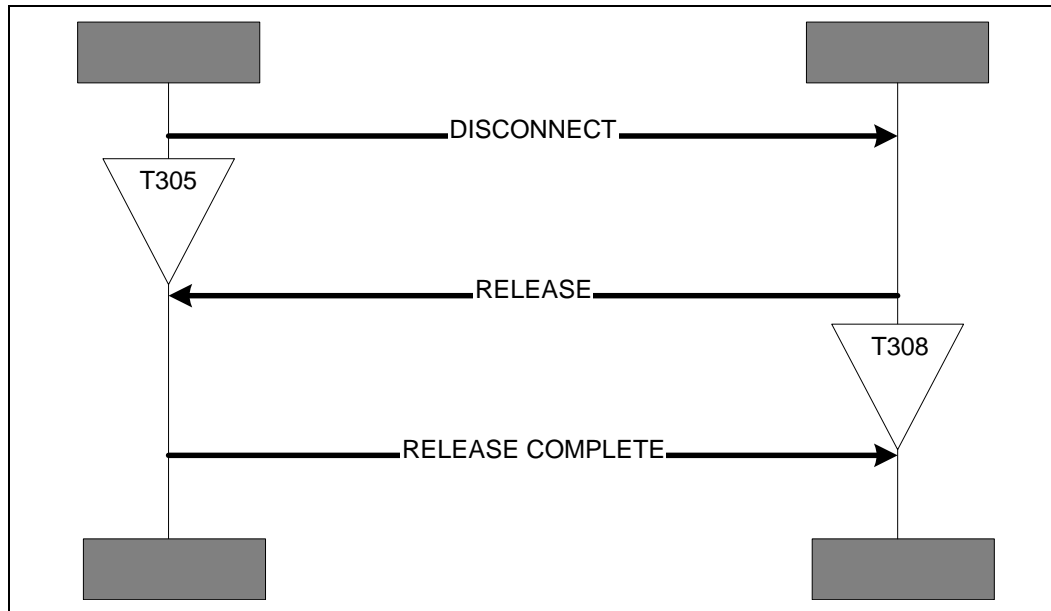 DISCONNECT
T305
RELEASE
T308
RELEASE COMPLETE